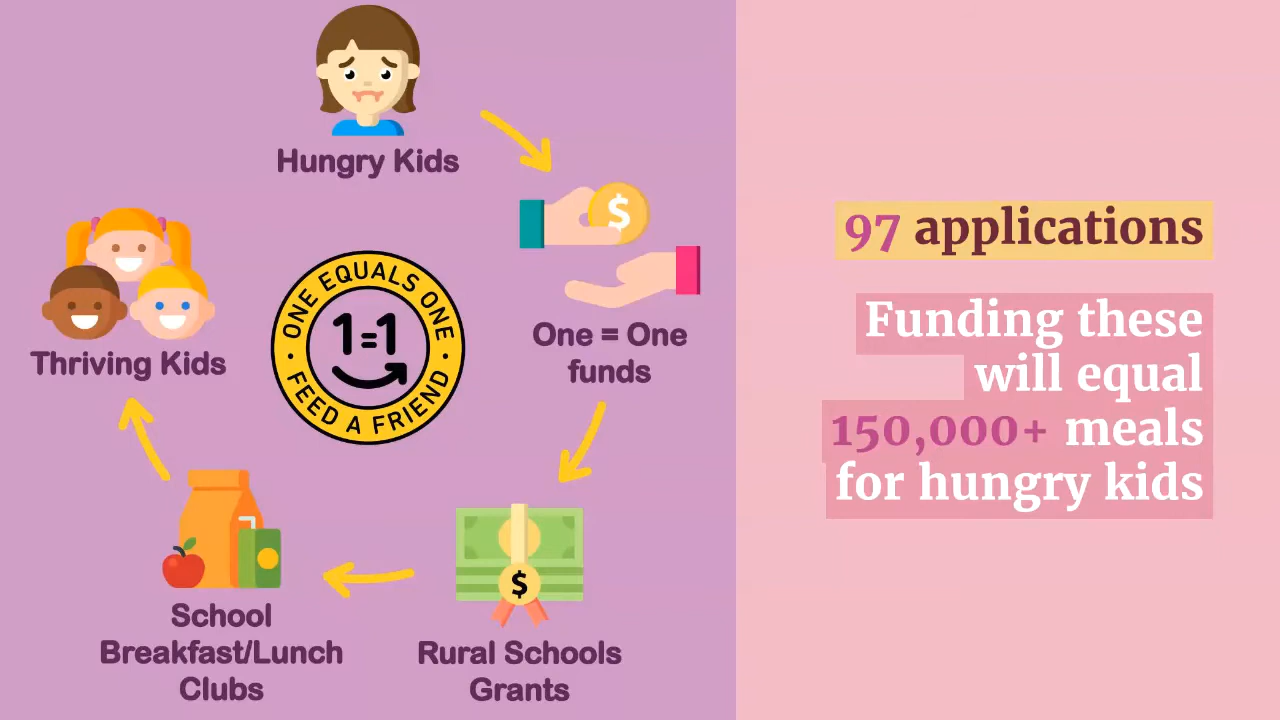 Hungry Kids
One = One
funds
Rural Schools
Grants
School
Breakfast/Lunch
Clubs
Thriving Kids
ONE EQUALS ONE
1=1
FEED A FRIEND
$
$
97 applications
Funding these
will equal
150,000+ meals
for hungry kids